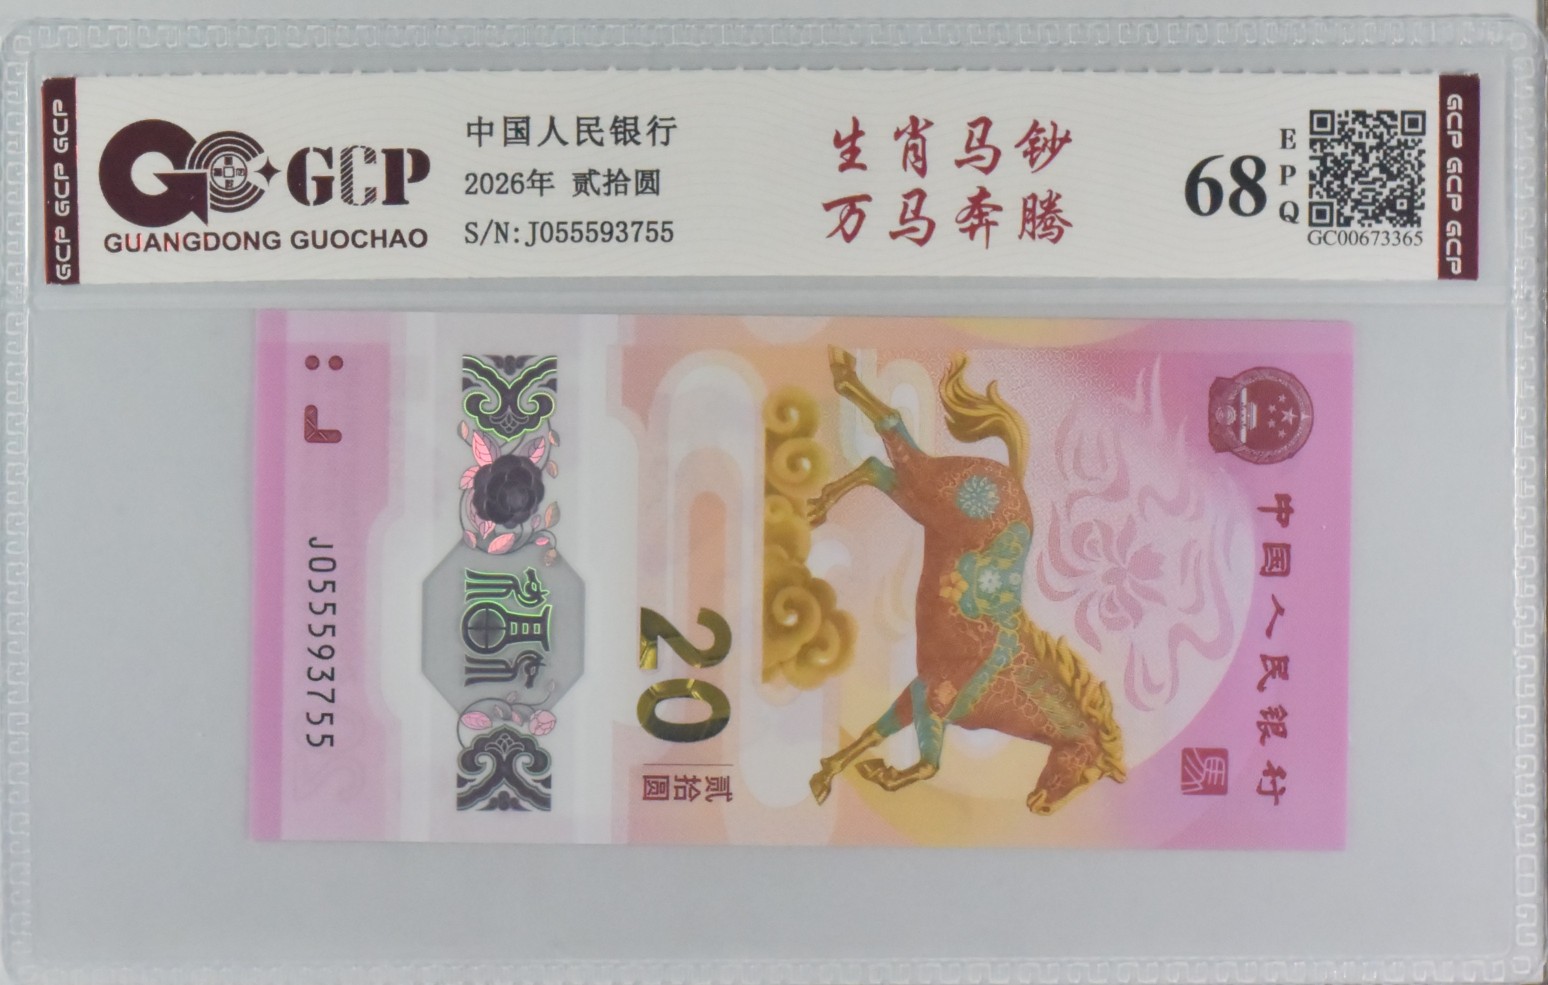 GCP GCP GCP
GCP
GUANGDONG GUOCHAO
中国人民银行
2026年 贰拾圆
S/N:J055593755
生肖马钞
万马奔腾
68
EPQ
GC00673365
GCP GCP GCP
中国人民银行
20
贰拾圆
福
J055593755